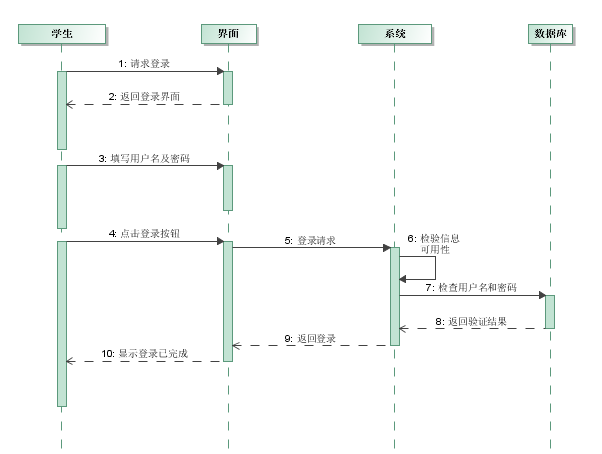 学生 界面 系统 数据库
1: 请求登录
2: 返回登录界面
3: 填写用户名及密码
4: 点击登录按钮
5: 登录请求
6: 检验信息
可用性
7: 检查用户名和密码
8: 返回验证结果
9: 返回登录
10: 显示登录已完成